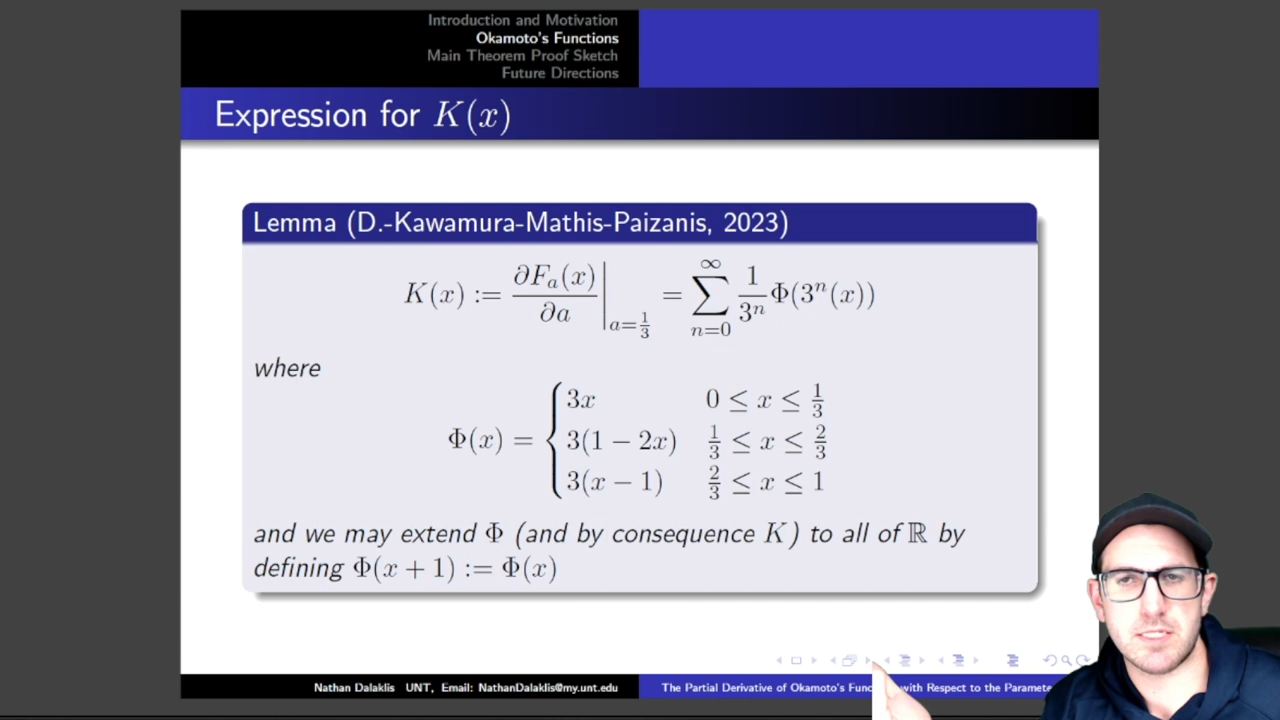 Introduction and Motivation
Okamoto's Functions
Main Theorem Proof Sketch
Future Directions
Expression for K(x)
Lemma (D.-Kawamura-Mathis-Paizanis, 2023)
K(x) := ∂F_a(x)/∂a |_{a=1/3} = ∑_{n=0}^{∞} 1/3^n Φ(3^n(x))
where
Φ(x) = { 3x 0 ≤ x ≤ 1/3
3(1 − 2x) 1/3 ≤ x ≤ 2/3
3(x − 1) 2/3 ≤ x ≤ 1
and we may extend Φ (and by consequence K) to all of ℝ by
defining Φ(x + 1) := Φ(x)
Nathan Dalaklis UNT, Email: NathanDalaklis@my.unt.edu
The Partial Derivative of Okamoto's with Respect to the